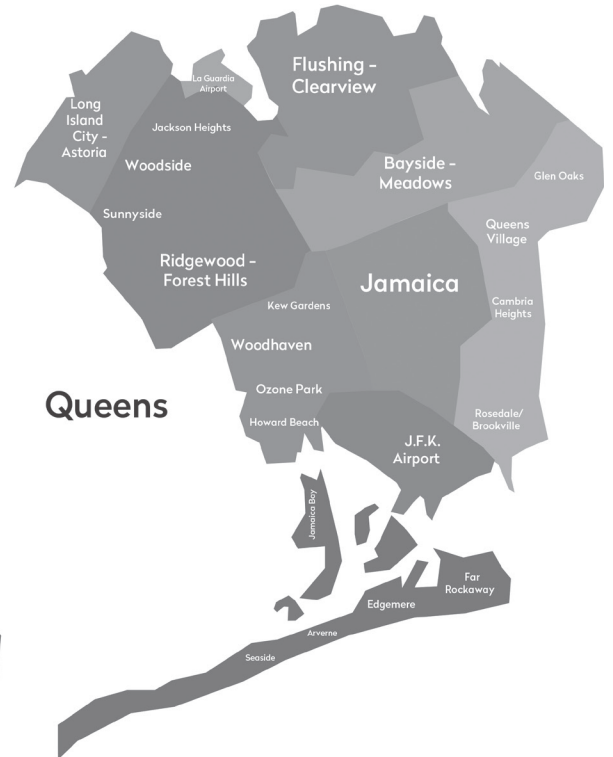 Flushing -
Clearview
La Guardia
Airport
Long
Island
City -
Astoria
Jackson Heights
Woodside
Bayside -
Meadows
Glen Oaks
Sunnyside
Queens
Village
Ridgewood -
Forest Hills
Jamaica
Kew Gardens
Cambria
Heights
Woodhaven
Ozone Park
Queens
Howard Beach
Rosedale/
Brookville
J.F.K.
Airport
Jamaica Bay
Far
Rockaway
Edgemere
Arverne
Seaside